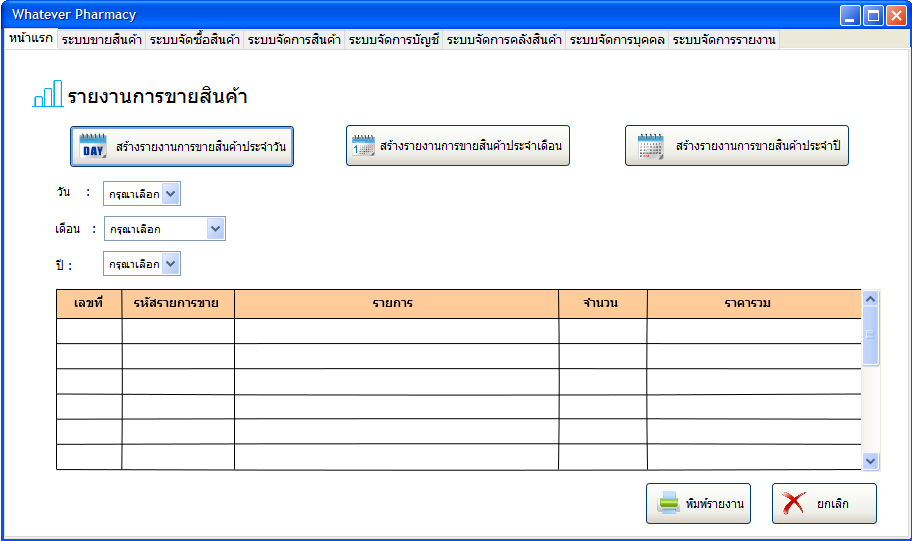 Whatever Pharmacy
หน้าแรก ระบบขายสินค้า ระบบจัดซื้อสินค้า ระบบจัดการสินค้า ระบบจัดการบัญชี ระบบจัดการคลังสินค้า ระบบจัดการบุคคล ระบบจัดการรายงาน
รายงานการขายสินค้า
DAY สร้างรายงานการขายสินค้าประจำวัน 1 สร้างรายงานการขายสินค้าประจำเดือน สร้างรายงานการขายสินค้าประจำปี
วัน : กรุณาเลือก
เดือน : กรุณาเลือก
ปี : กรุณาเลือก
เลขที่ รหัสรายการขาย รายการ จำนวน ราคารวม
พิมพ์รายงาน ยกเลิก